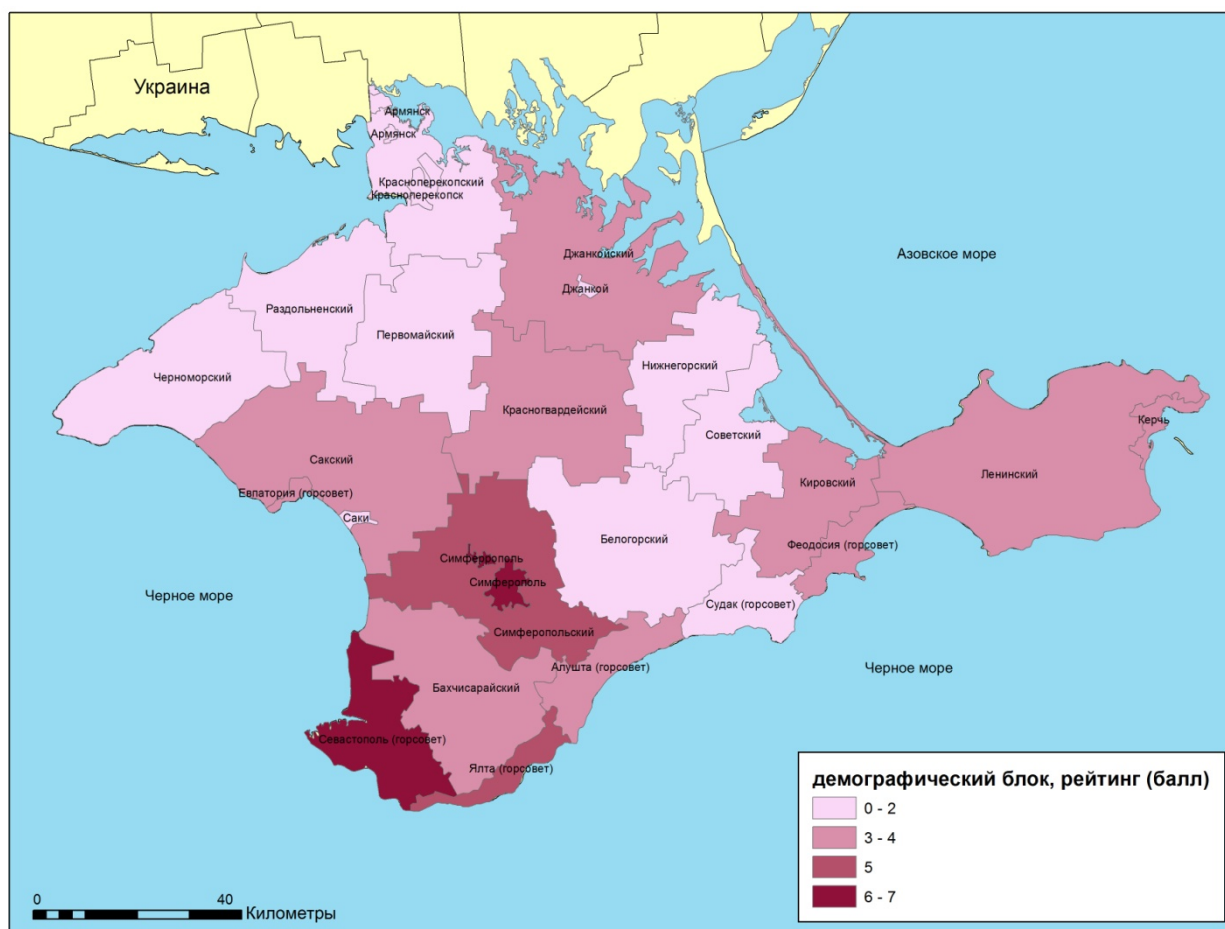 Украина
Армянск
Армянск
Красноперекопский
Красноперекопск
Джанкойский
Азовское море
Джанкой
Раздольненский
Первомайский
Нижнегорский
Черноморский
Красногвардейский
Керчь
Советский
Сакский
Ленинский
Кировский
Евпатория (горсовет)
Саки
Белогорский
Феодосия (горсовет)
Симферрополь
Симферополь
Черное море
Судак (горсовет)
Симферопольский
Алушта (горсовет)
Черное море
Бахчисарайский
Севастополь (горсовет)
Ялта (горсовет)
демографический блок, рейтинг (балл)
0 - 2
3 - 4
5
6 - 7
0 40
Километры